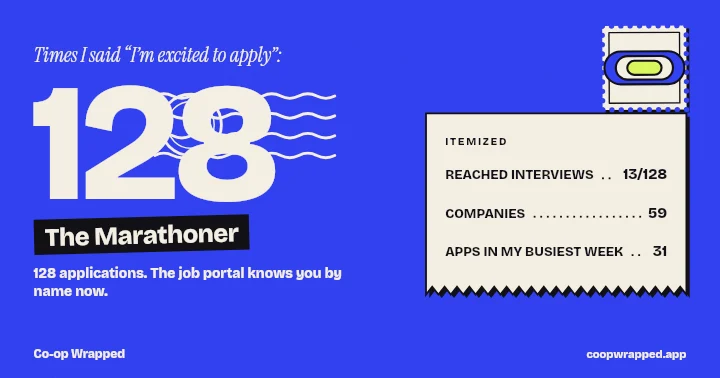 Times I said “I’m excited to apply”:
128
The Marathoner
128 applications. The job portal knows you by
name now.
Co-op Wrapped
ITEMIZED
REACHED INTERVIEWS .. 13/128
COMPANIES ................. 59
APPS IN MY BUSIEST WEEK .. 31
coopwrapped.app